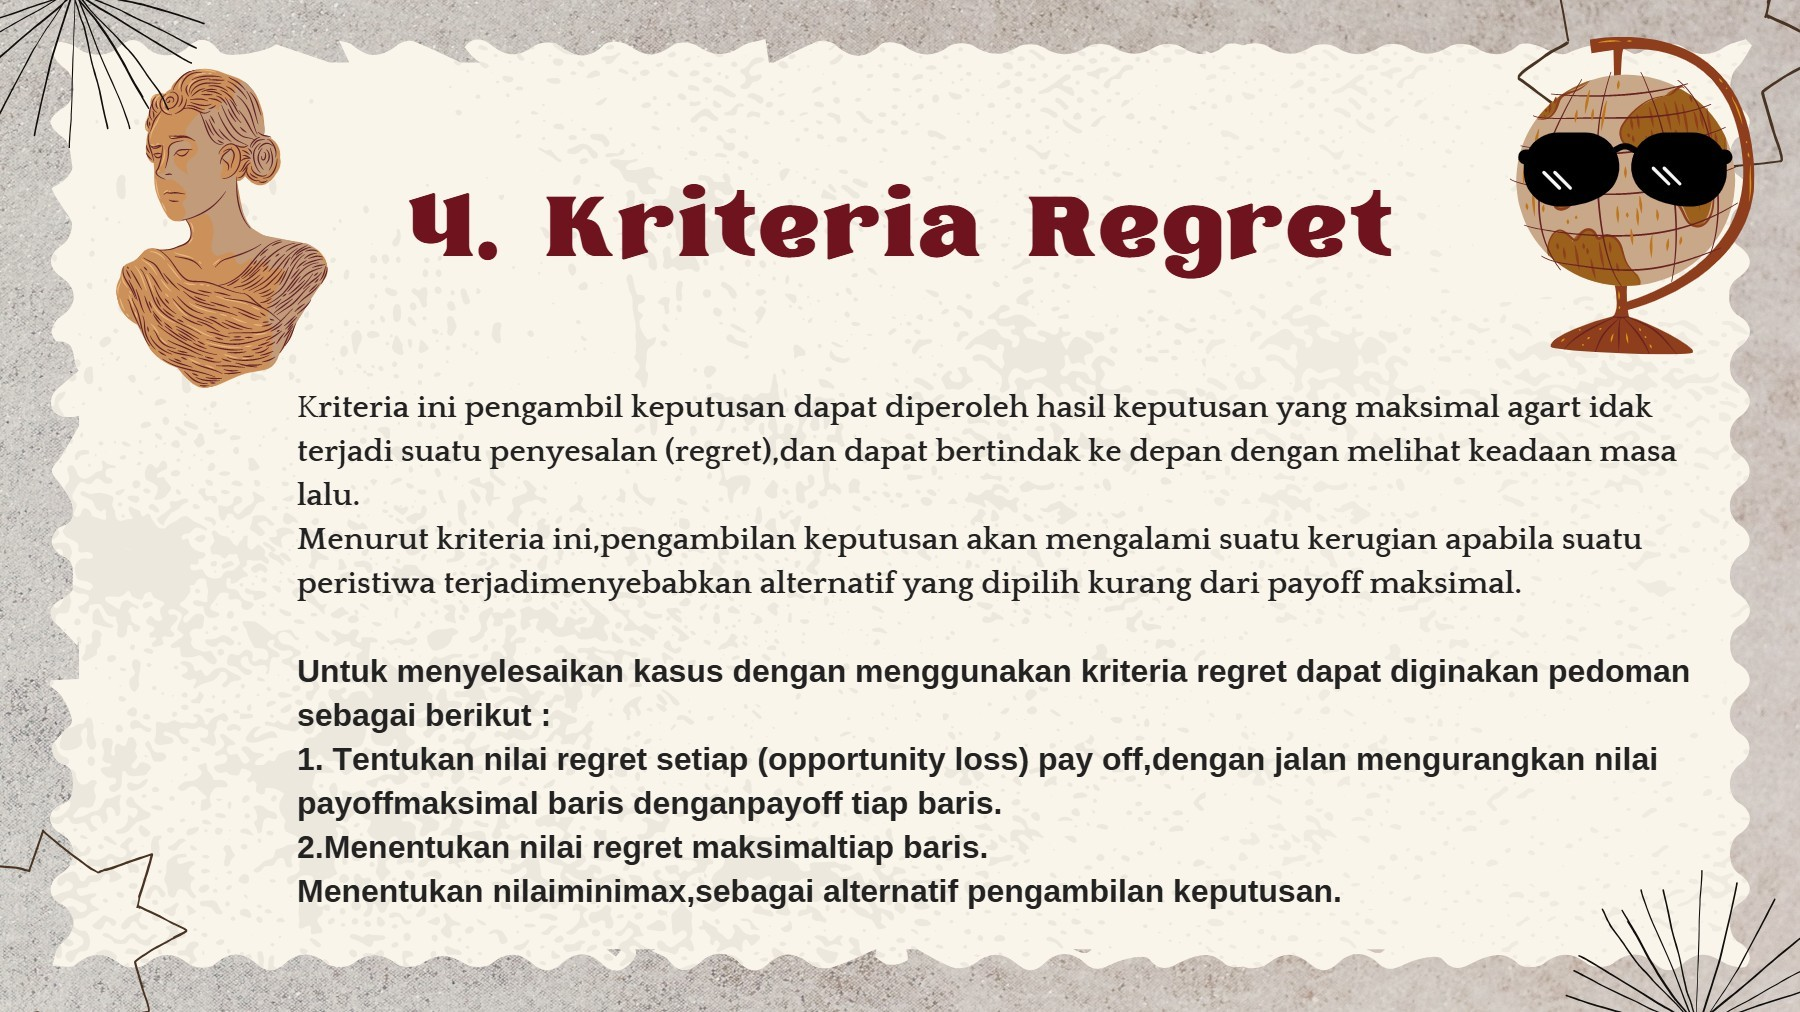 4. Kriteria Regret
Kriteria ini pengambil keputusan dapat diperoleh hasil keputusan yang maksimal agart idak
terjadi suatu penyesalan (regret),dan dapat bertindak ke depan dengan melihat keadaan masa
lalu.
Menurut kriteria ini,pengambilan keputusan akan mengalami suatu kerugian apabila suatu
peristiwa terjadimenyebabkan alternatif yang dipilih kurang dari payoff maksimal.
Untuk menyelesaikan kasus dengan menggunakan kriteria regret dapat diginakan pedoman
sebagai berikut :
1. Tentukan nilai regret setiap (opportunity loss) pay off,dengan jalan mengurangkan nilai
payoffmaksimal baris denganpayoff tiap baris.
2.Menentukan nilai regret maksimaltiap baris.
Menentukan nilaiminimax,sebagai alternatif pengambilan keputusan.